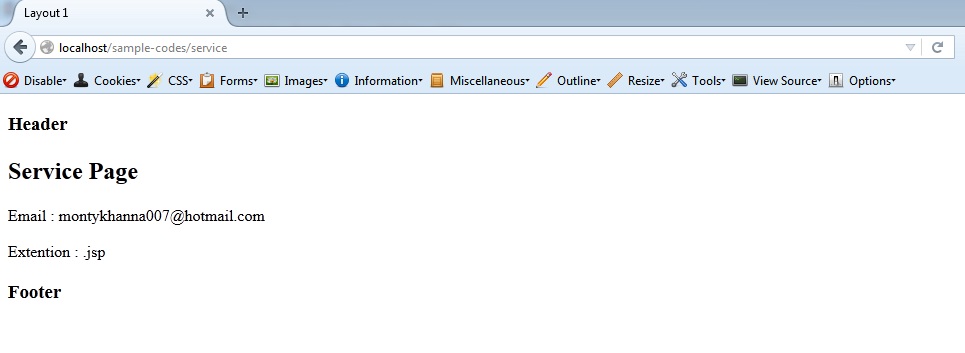 Layout 1
localhost/sample-codes/service
Disable Cookies CSS Forms Images Information Miscellaneous Outline Resize Tools View Source Options
Header
Service Page
Email : montykhanna007@hotmail.com
Extention : .jsp
Footer